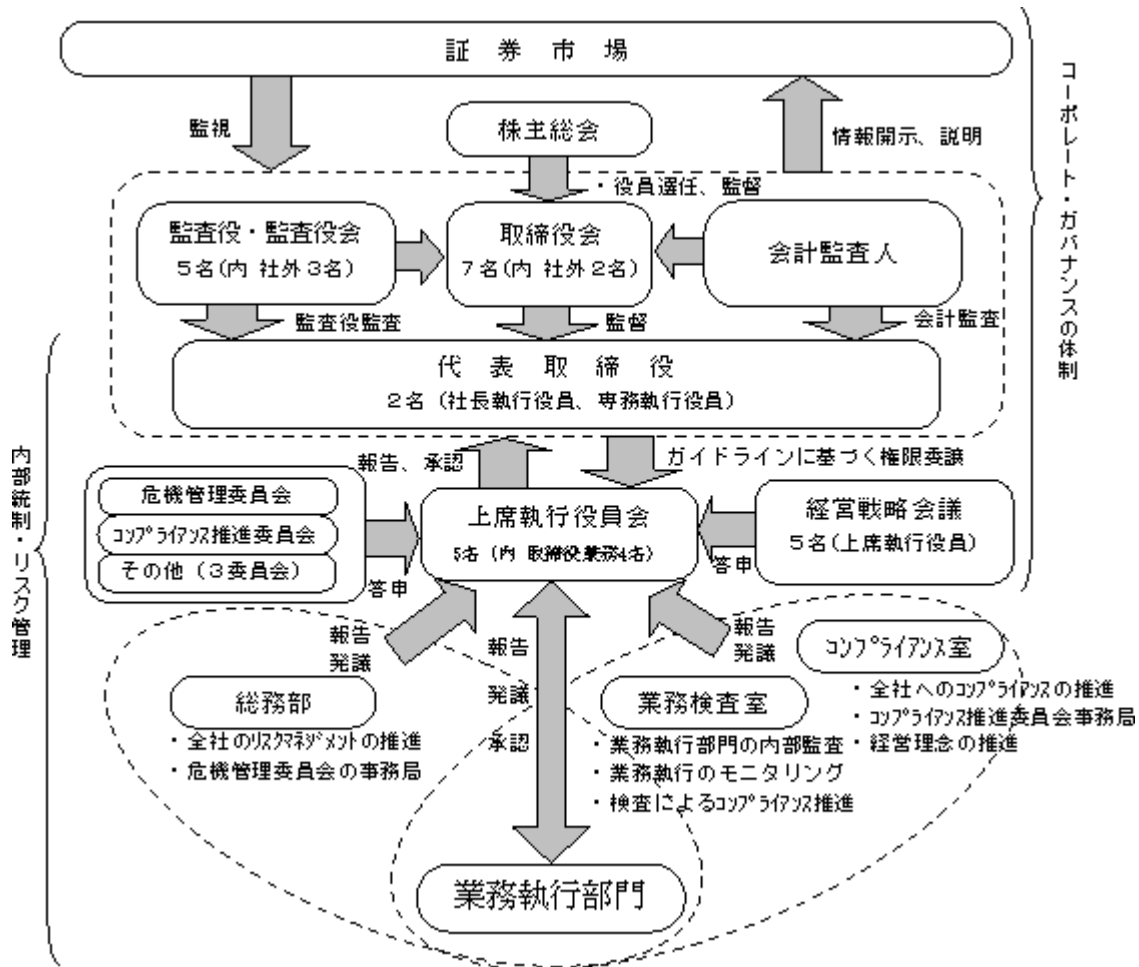 証券市場
監視
株主総会
情報開示、説明
・役員選任、監督
監査役・監査役会
5名(内 社外3名)
取締役会
7名(内 社外2名)
会計監査人
監査役監査
監督
会計監査
代表取締役
2名(社長執行役員、専務執行役員)
コーポレート・ガバナンスの体制
報告、承認
ガイドラインに基づく権限委譲
危機管理委員会
コンプライアンス推進委員会
その他(3委員会)
答申
上席執行役員会
5名(内 取締役兼務4名)
経営戦略会議
5名(上席執行役員)
答申
内部統制・リスク管理
報告
発議
報告
発議
承認
報告
発議
コンプライアンス室
・全社へのコンプライアンスの推進
・コンプライアンス推進委員会事務局
・経営理念の推進
総務部
・全社のリスクマネジメントの推進
・危機管理委員会の事務局
業務検査室
・業務執行部門の内部監査
・業務執行のモニタリング
・検査によるコンプライアンス推進
業務執行部門